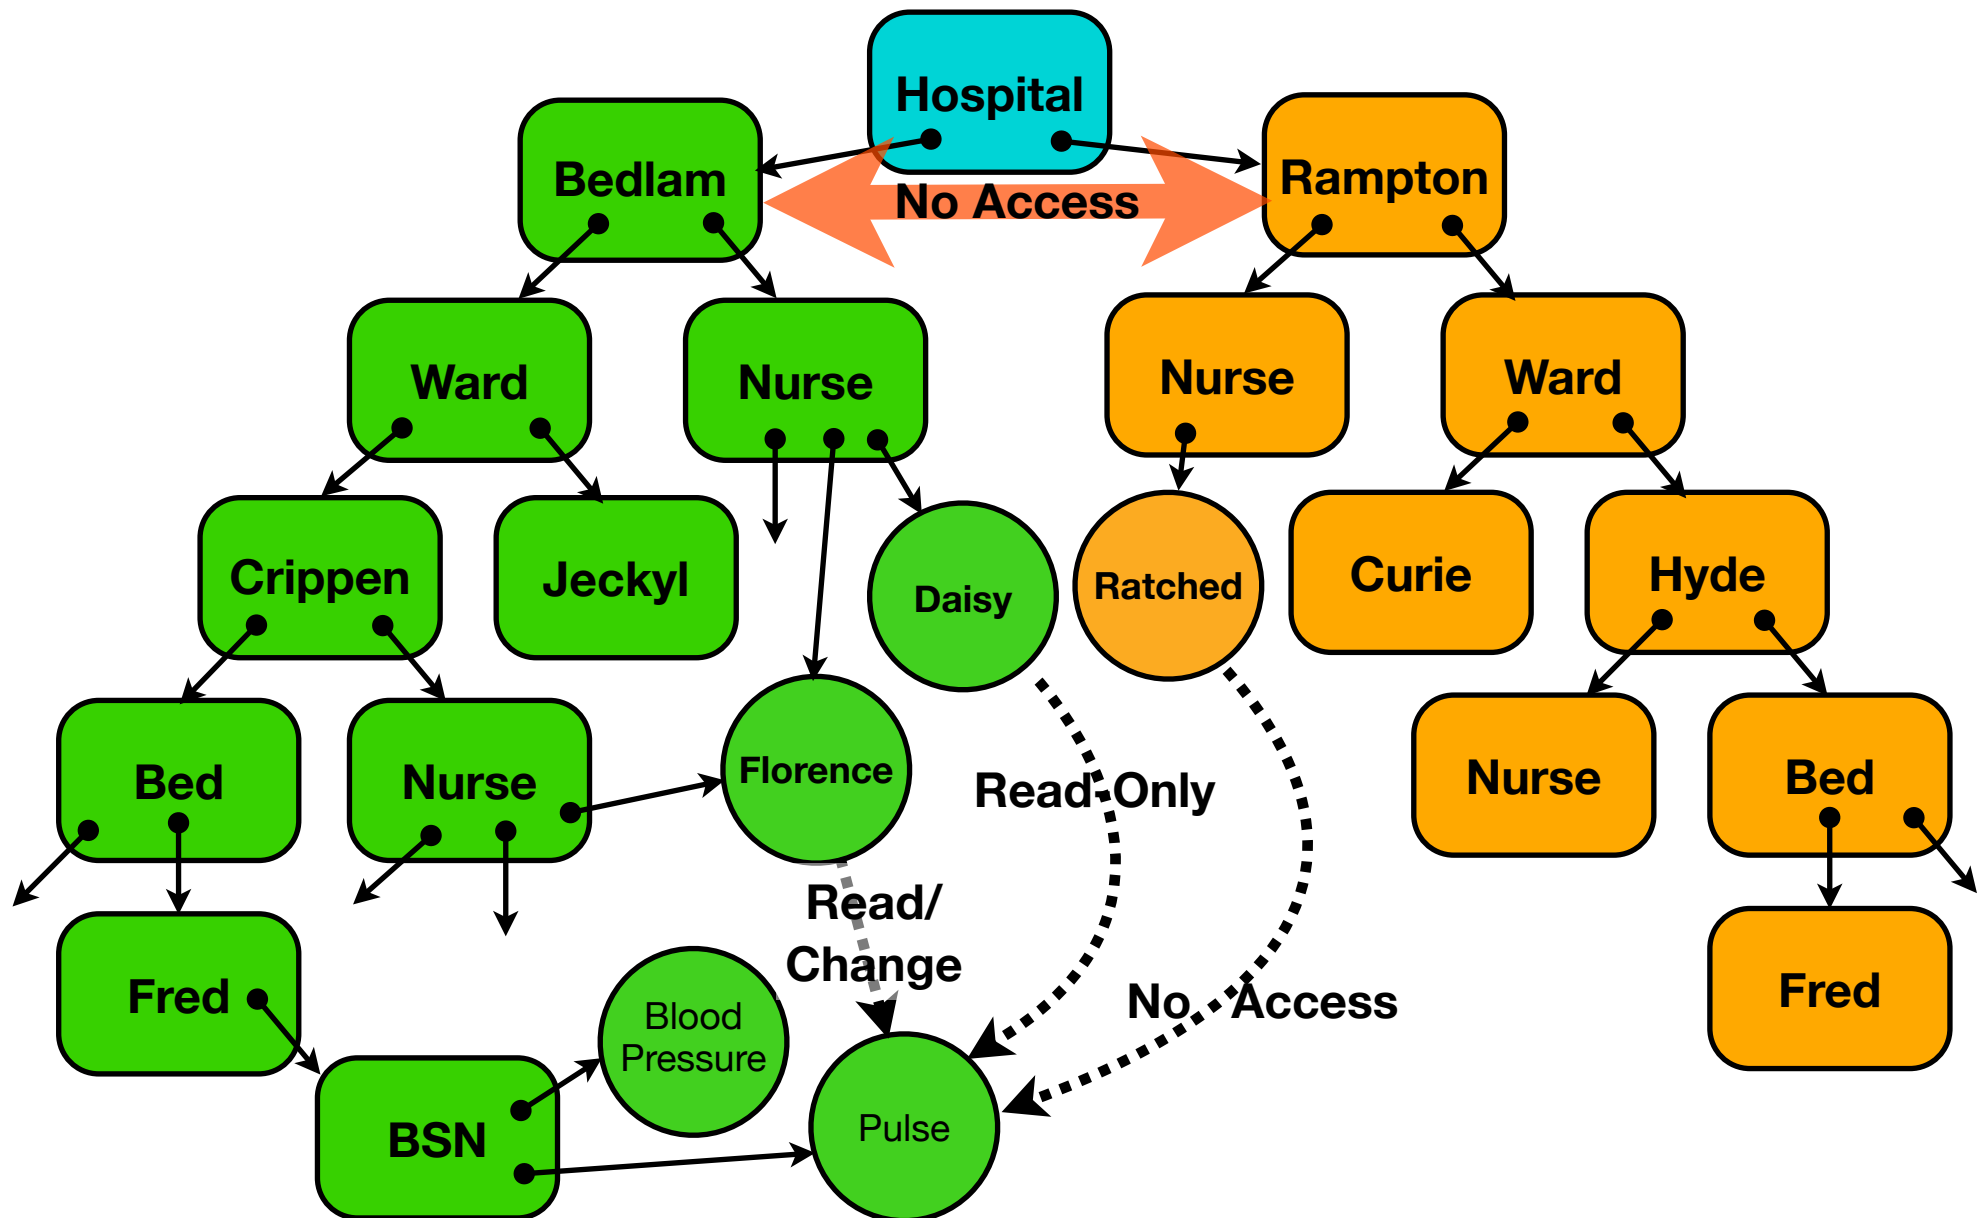 Hospital
Bedlam
Rampton
No Access
Ward
Nurse
Nurse
Ward
Crippen
Jeckyl
Daisy
Ratched
Curie
Hyde
Bed
Nurse
Florence
Read-Only
Nurse
Bed
Read/
Change
Fred
Blood
Pressure
No Access
Fred
BSN
Pulse